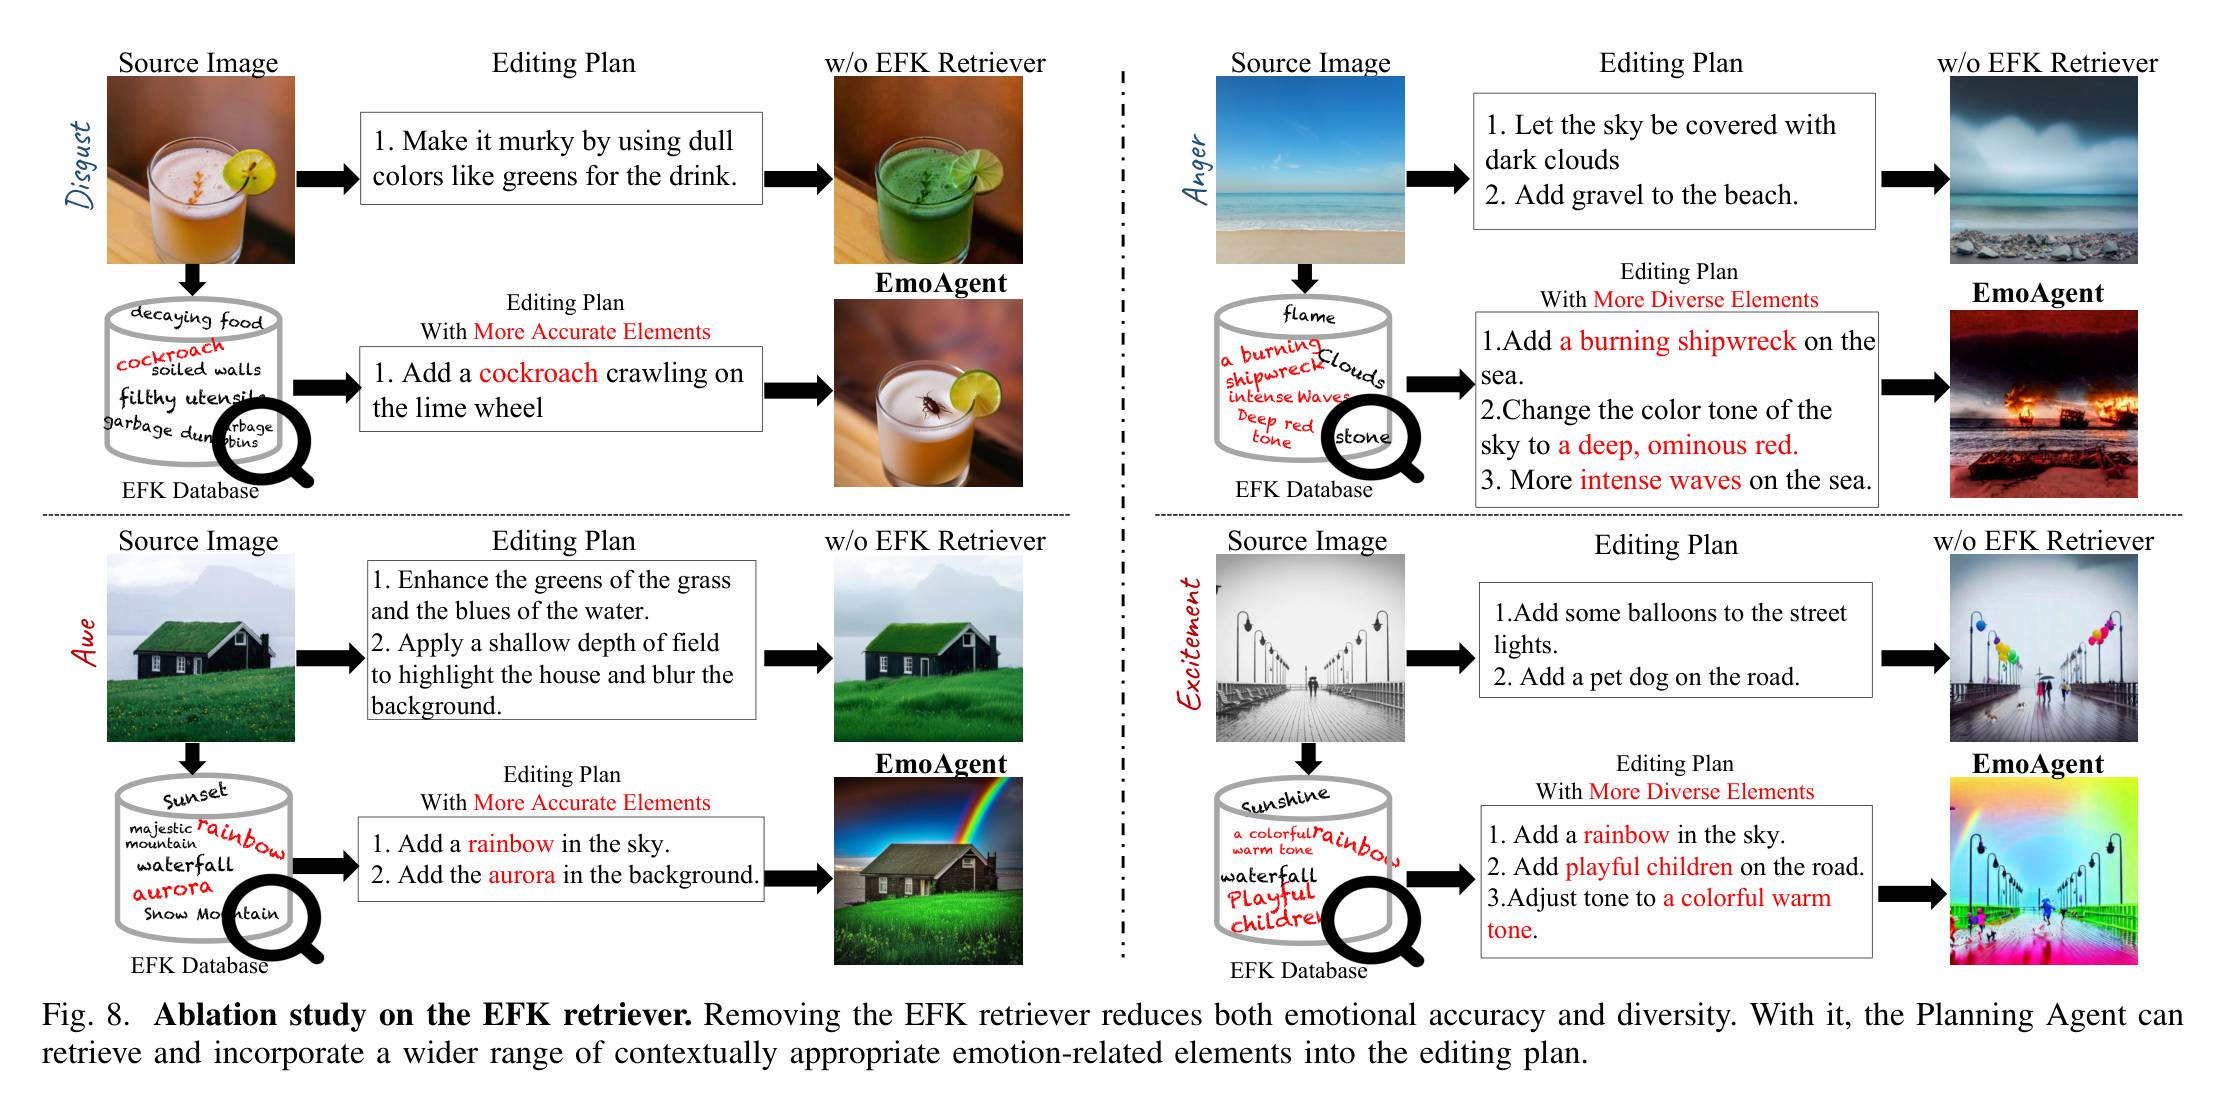 Source Image
Editing Plan
w/o EFK Retriever
Disgust
1. Make it murky by using dull
colors like greens for the drink.
EmoAgent
decaying food
cockroach
soiled walls
filthy utensils
garbage
EFK Database
Editing Plan
With More Accurate Elements
1. Add a cockroach crawling on
the lime wheel
Source Image
Editing Plan
w/o EFK Retriever
Anger
1. Let the sky be covered with
dark clouds
2. Add gravel to the beach.
EmoAgent
flame
a burning
shipwreck
Clouds
intense Waves
Deep red
tone
stone
EFK Database
Editing Plan
With More Diverse Elements
1.Add a burning shipwreck on the
sea.
2.Change the color tone of the
sky to a deep, ominous red.
3. More intense waves on the sea.
Source Image
Editing Plan
w/o EFK Retriever
Awe
1. Enhance the greens of the grass
and the blues of the water.
2. Apply a shallow depth of field
to highlight the house and blur the
background.
EmoAgent
Sunset
majestic
mountain
rainbow
waterfall
aurora
Snow Mountain
EFK Database
Editing Plan
With More Accurate Elements
1. Add a rainbow in the sky.
2. Add the aurora in the background.
Source Image
Editing Plan
w/o EFK Retriever
Excitement
1.Add some balloons to the street
lights.
2. Add a pet dog on the road.
EmoAgent
Sunshine
a colorful
warm tone
rainbow
waterfall
Playful
children
EFK Database
Editing Plan
With More Diverse Elements
1. Add a rainbow in the sky.
2. Add playful children on the road.
3.Adjust tone to a colorful warm
tone.
Fig. 8. Ablation study on the EFK retriever. Removing the EFK retriever reduces both emotional accuracy and diversity. With it, the Planning Agent can
retrieve and incorporate a wider range of contextually appropriate emotion-related elements into the editing plan.